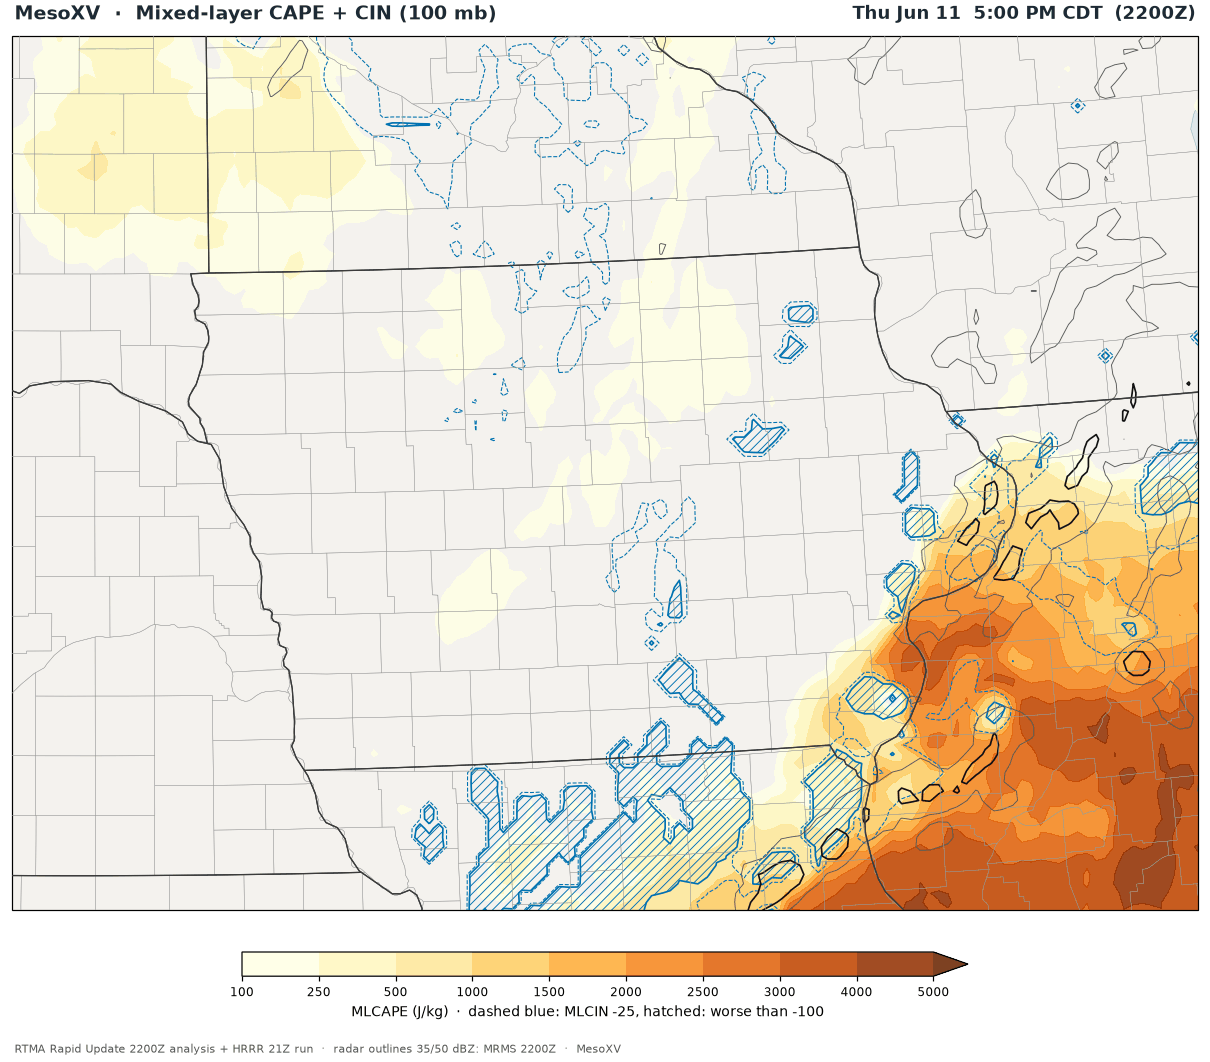 MesoXV · Mixed-layer CAPE + CIN (100 mb)
Thu Jun 11 5:00 PM CDT (2200Z)
100 250 500 1000 1500 2000 2500 3000 4000 5000
MLCAPE (J/kg) · dashed blue: MLCIN -25, hatched: worse than -100
RTMA Rapid Update 2200Z analysis + HRRR 21Z run · radar outlines 35/50 dBZ: MRMS 2200Z · MesoXV